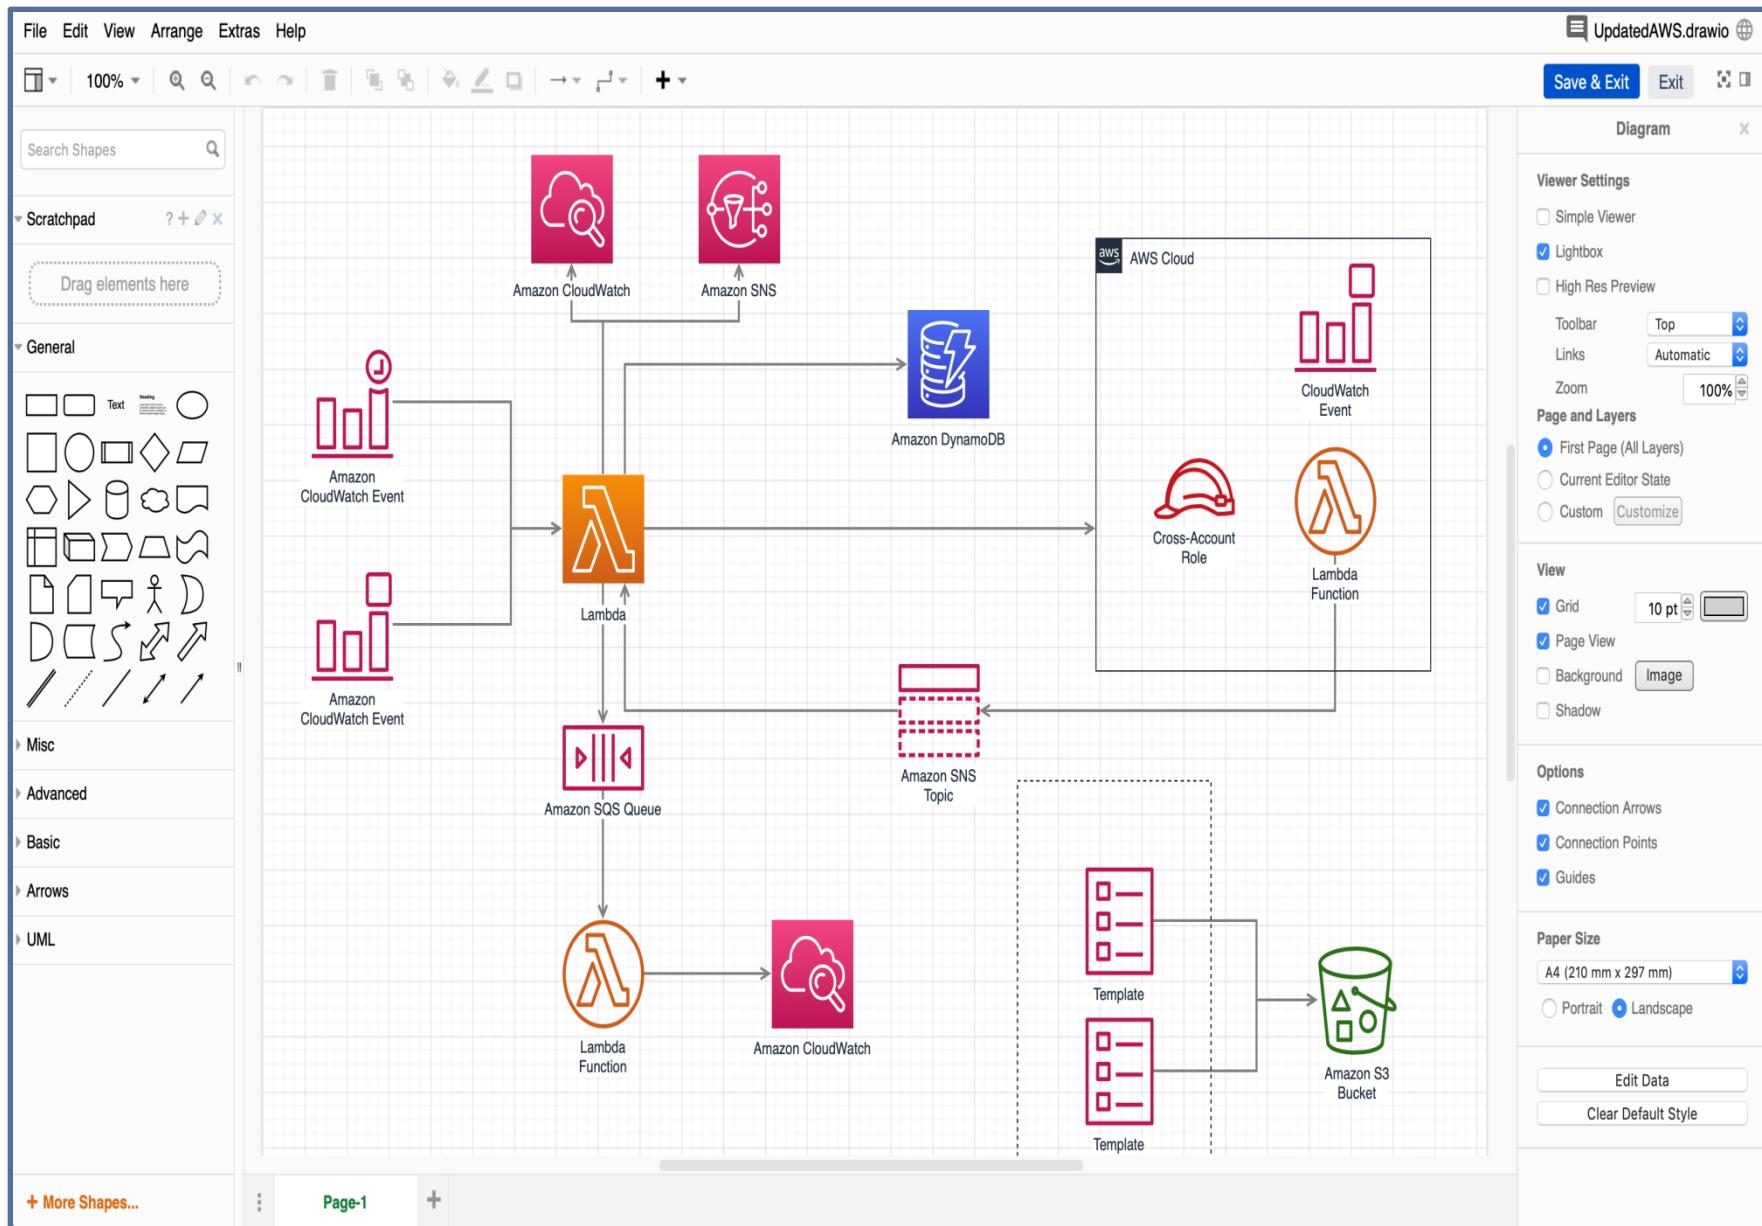 File Edit View Arrange Extras Help
UpdatedAWS.drawio
100%
Save & Exit
Exit
Search Shapes
Scratchpad
?
Drag elements here
General
Text
Heading
Misc
Advanced
Basic
Arrows
UML
+ More Shapes...
Amazon CloudWatch
Amazon SNS
aws
AWS Cloud
CloudWatch
Event
Amazon DynamoDB
Amazon
CloudWatch Event
Cross-Account
Role
Lambda
Function
Lambda
Amazon
CloudWatch Event
Amazon SNS
Topic
Amazon SQS Queue
Template
Lambda
Function
Amazon CloudWatch
Amazon S3
Bucket
Template
Page-1
Diagram
Viewer Settings
Simple Viewer
Lightbox
High Res Preview
Toolbar Top
Links Automatic
Zoom 100%
Page and Layers
First Page (All Layers)
Current Editor State
Custom Customize
View
Grid 10 pt
Page View
Background Image
Shadow
Options
Connection Arrows
Connection Points
Guides
Paper Size
A4 (210 mm x 297 mm)
Portrait Landscape
Edit Data
Clear Default Style